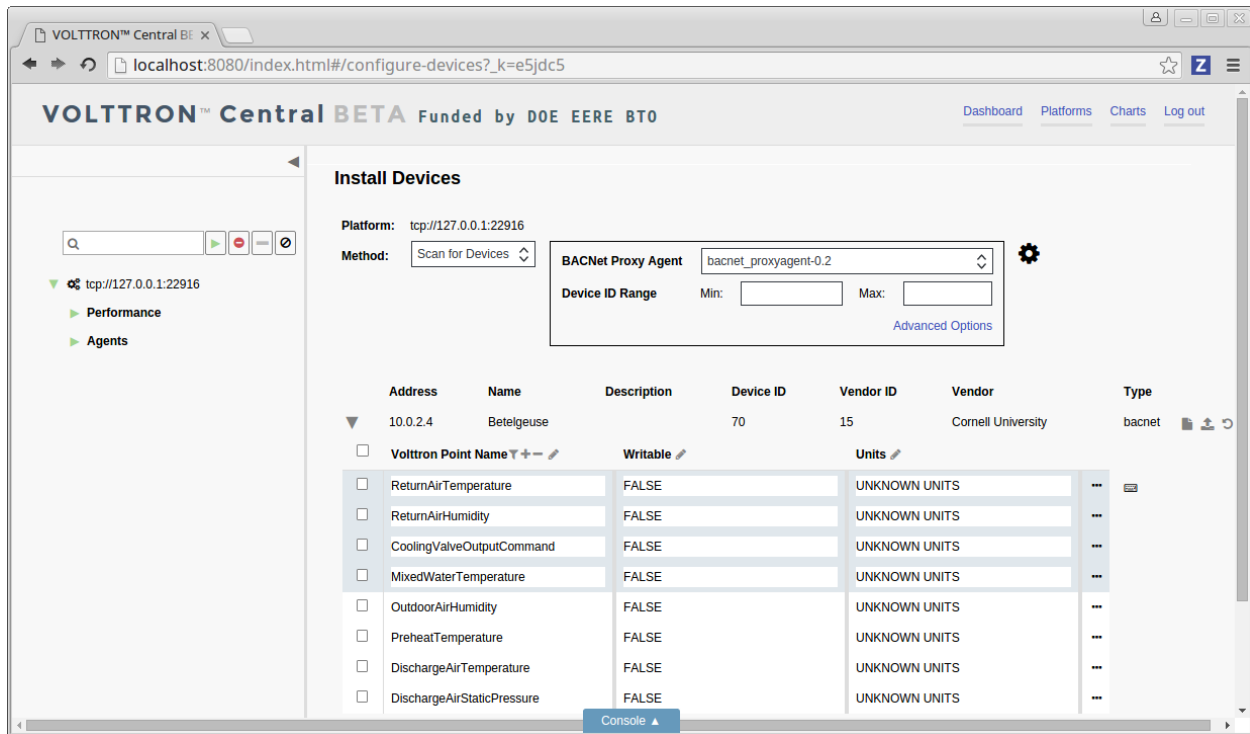 VOLTTRON™ Central BE
localhost:8080/index.html#/configure-devices?_k=e5jdc5
Z
VOLTTRON™ Central BETA Funded by DOE EERE BTO
Dashboard Platforms Charts Log out
Install Devices
Platform: tcp://127.0.0.1:22916
Method: Scan for Devices
BACNet Proxy Agent bacnet_proxyagent-0.2
Device ID Range Min: Max:
Advanced Options
tcp://127.0.0.1:22916
Performance
Agents
Address Name Description Device ID Vendor ID Vendor Type
10.0.2.4 Betelgeuse 70 15 Cornell University bacnet
Volttron Point Name Writable Units
ReturnAirTemperature FALSE UNKNOWN UNITS
ReturnAirHumidity FALSE UNKNOWN UNITS
CoolingValveOutputCommand FALSE UNKNOWN UNITS
MixedWaterTemperature FALSE UNKNOWN UNITS
OutdoorAirHumidity FALSE UNKNOWN UNITS
PreheatTemperature FALSE UNKNOWN UNITS
DischargeAirTemperature FALSE UNKNOWN UNITS
DischargeAirStaticPressure FALSE UNKNOWN UNITS
Console ▲